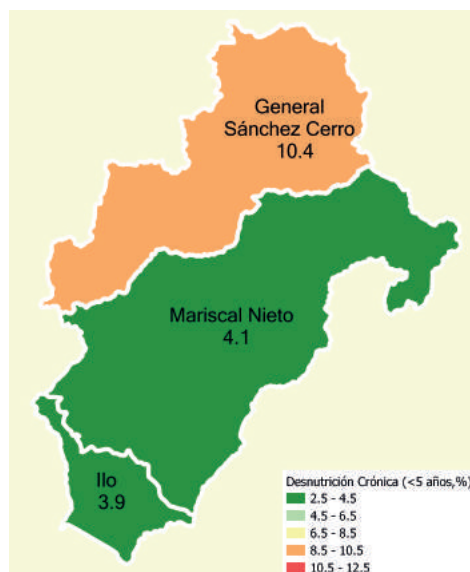 General
Sánchez Cerro
10.4
Mariscal Nieto
4.1
Ilo
3.9
Desnutrición Crónica (<5 años,%)
2.5 - 4.5
4.5 - 6.5
6.5 - 8.5
8.5 - 10.5
10.5 - 12.5